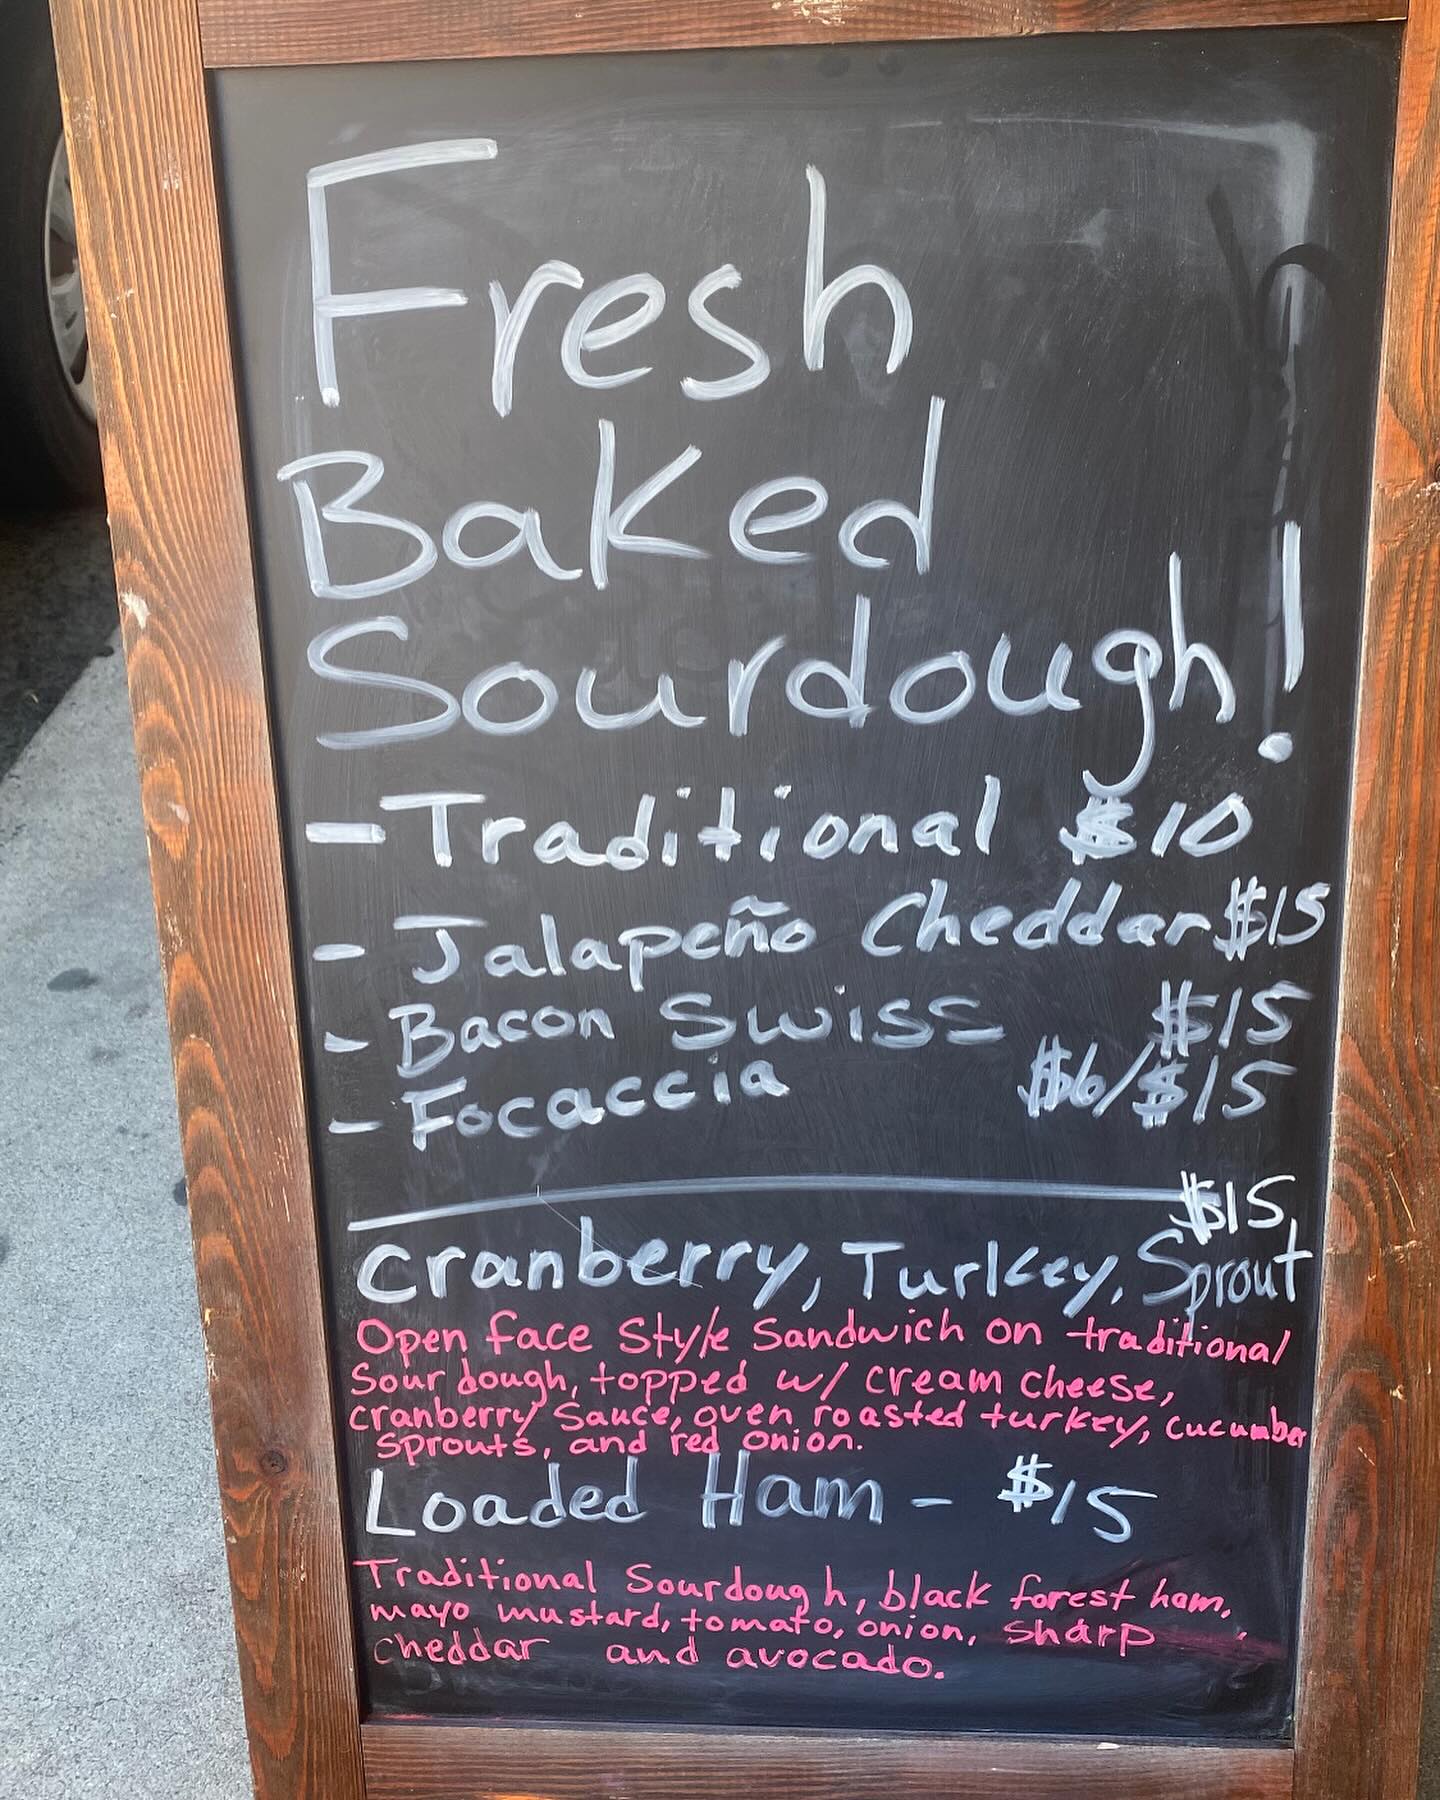 Fresh
Baked
Sourdough!
- Traditional $10
- Jalapeño Cheddar $15
- Bacon Swiss $15
- Focaccia $6/$15
$15
Cranberry, Turkey, Sprout
Open face Style Sandwich on traditional
Sour dough, topped w/ cream cheese,
cranberry sauce, oven roasted turkey, cucumber
sprouts, and red onion.
Loaded Ham - $15
Traditional Sourdough, black forest ham,
mayo mustard, tomato, onion, sharp
cheddar and avocado.